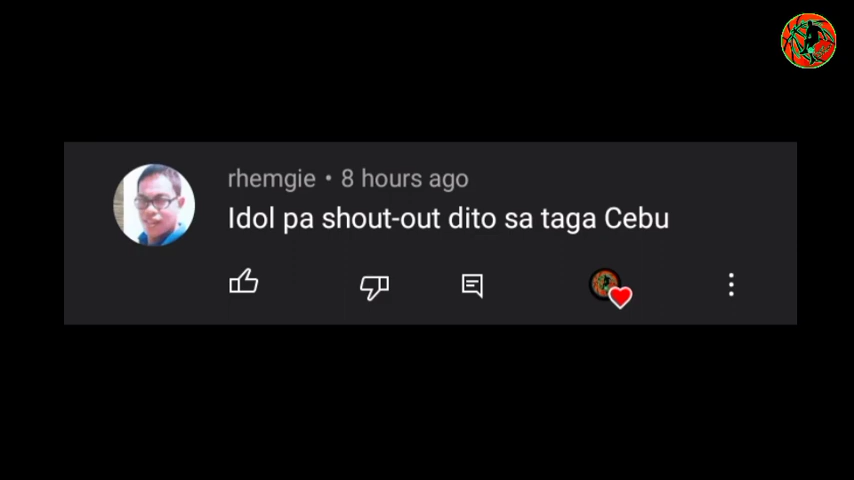 rhemgie • 8 hours ago
Idol pa shout-out dito sa taga Cebu